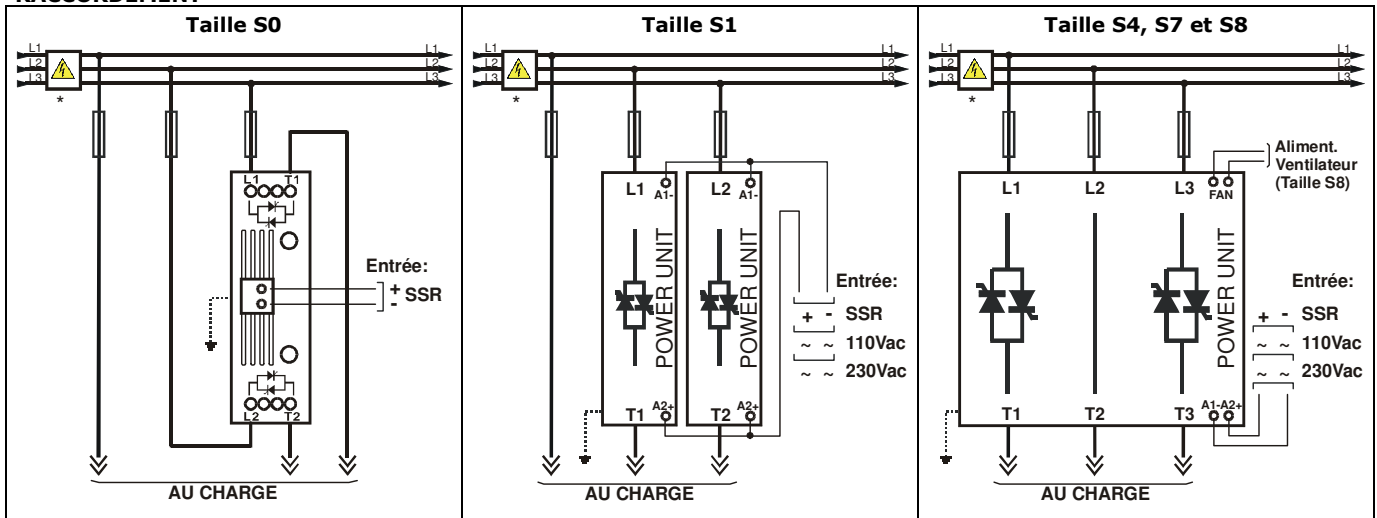 RACCORDEMENT
Taille S0
L1
L2
L3
L1
L2
L3
*
L1
T1
Entrée:
+
-
SSR
L2
T2
AU CHARGE
Taille S1
L1
L2
L3
L1
L2
L3
*
L1
A1-
L2
A1-
POWER UNIT
POWER UNIT
Entrée:
+ - SSR
~ ~ 110Vac
~ ~ 230Vac
T1
A2+
T2
A2+
AU CHARGE
Taille S4, S7 et S8
L1
L2
L3
L1
L2
L3
*
Aliment.
Ventilateur
(Taille S8)
L1
L2
L3
FAN
POWER UNIT
Entrée:
+ - SSR
~ ~ 110Vac
~ ~ 230Vac
T1
T2
T3
A1-
A2+
AU CHARGE